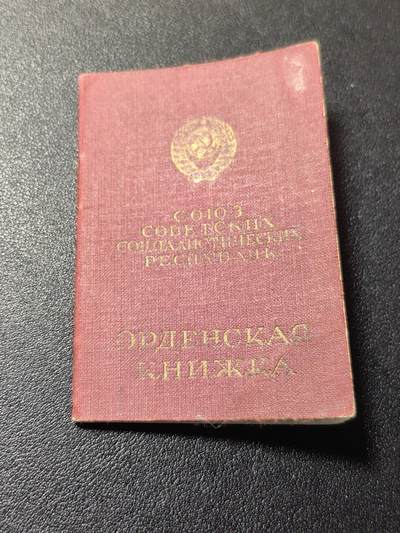 СОЮЗ
СОВЕТСКИХ
СОЦИАЛИСТИЧЕСКИХ
РЕСПУБЛИК
ОРДЕНСКАЯ
КНИЖКА